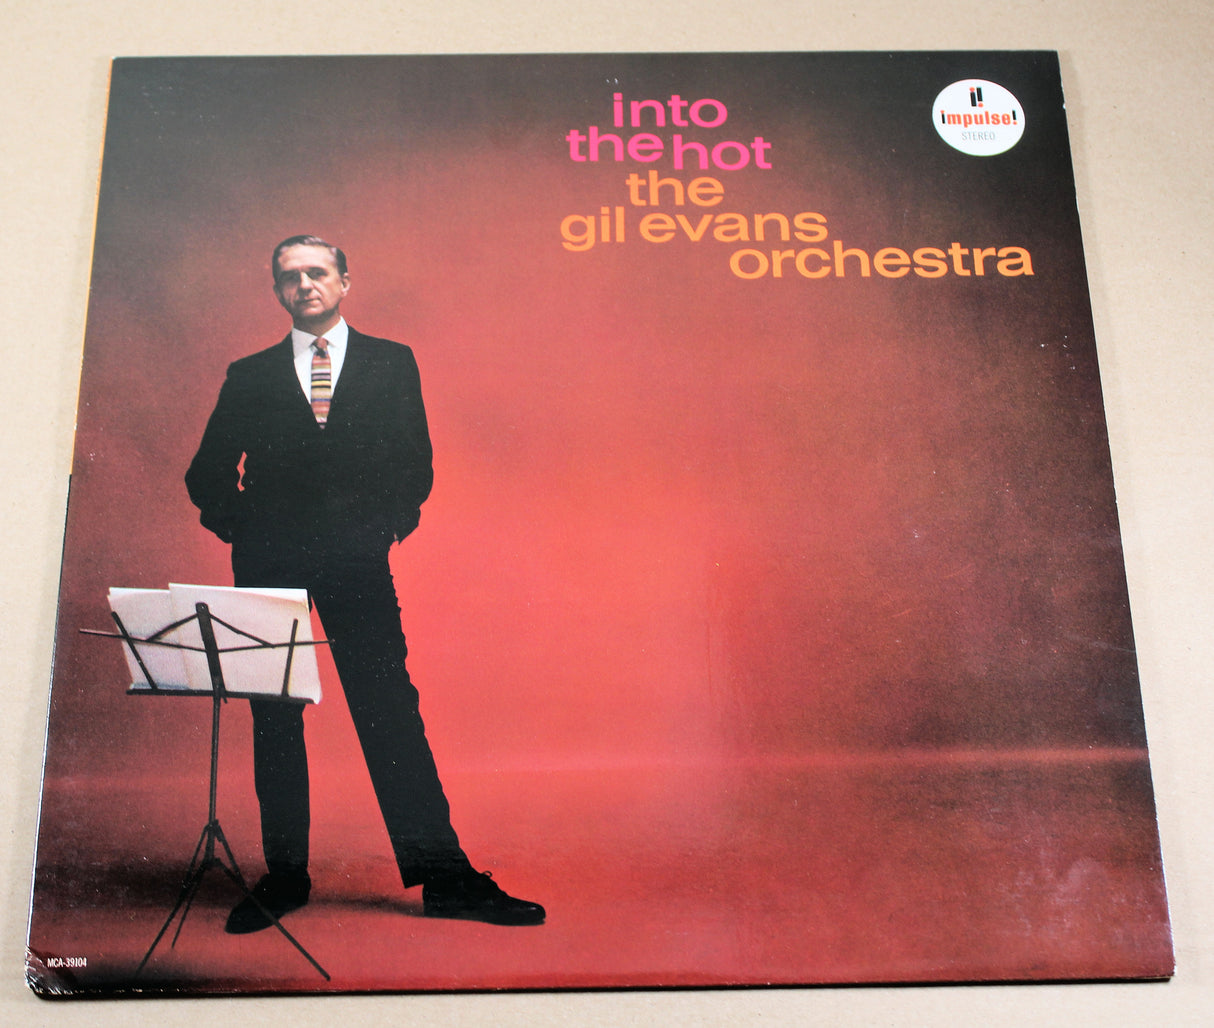 into
the hot
the
gil evans
orchestra
i!
impulse!
STEREO
MCA-39104